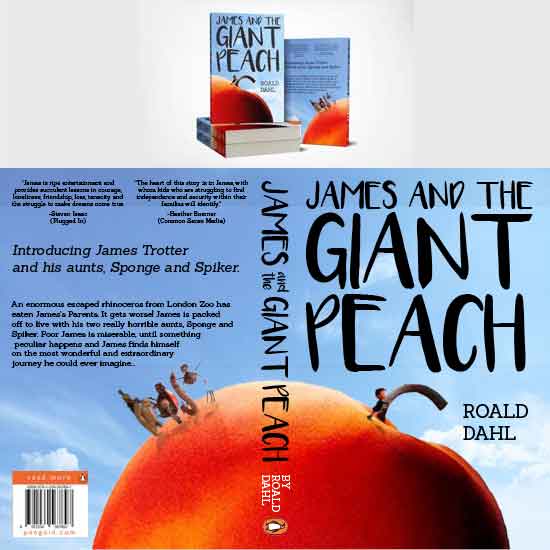 JAMES AND THE
GIANT
PEACH
ROALD
DAHL
"James is ripe entertainment and
provides succulent lessons in courage,
loneliness, friendship, loss, tenacity and
the struggle to make dreams come true
-Steven Isaac
(Plugged In)
"The heart of this story is in James, with
whom kids who are struggling to find
independence and security within their
families will identify."
-Heather Boerner
(Common Sense Media)
Introducing James Trotter
and his aunts, Sponge and Spiker.
An enormous escaped rhinoceros from London Zoo has
eaten James's Parents. It gets worse! James is packed
off to live with his two really horrible aunts, Sponge and
Spiker. Poor James is miserable, until something
peculiar happens and James finds himself
on the most wonderful and extraordinary
journey he could ever imagine...
read more
penguin.com
JAMES and the GIANT PEACH
BY
ROALD
DAHL
JAMES AND THE
GIANT
PEACH
ROALD
DAHL